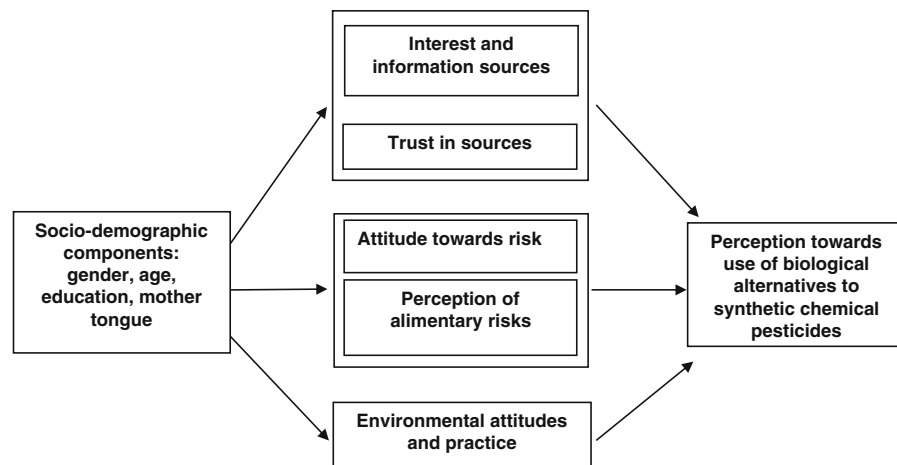 Interest and
information sources
Trust in sources
Socio-demographic
components:
gender, age,
education, mother
tongue
Attitude towards risk
Perception of
alimentary risks
Environmental attitudes
and practice
Perception towards
use of biological
alternatives to
synthetic chemical
pesticides